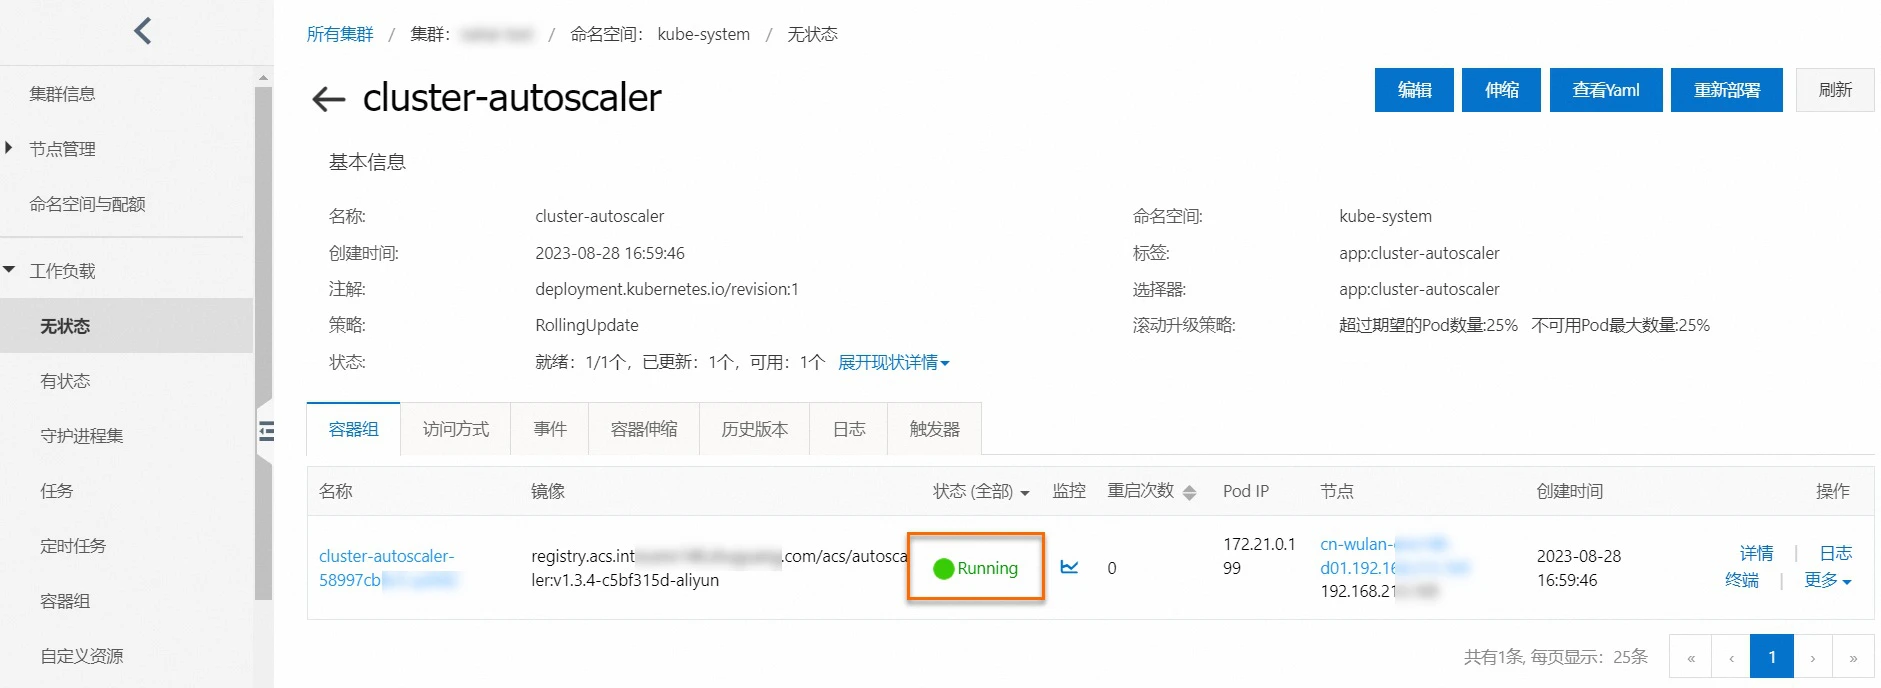 所有集群 / 集群: / 命名空间: kube-system / 无状态
cluster-autoscaler
编辑 伸缩 查看Yaml 重新部署 刷新
集群信息
节点管理
命名空间与配额
工作负载
无状态
有状态
守护进程集
任务
定时任务
容器组
自定义资源
基本信息
名称: cluster-autoscaler 命名空间: kube-system
创建时间: 2023-08-28 16:59:46 标签: app:cluster-autoscaler
注解: deployment.kubernetes.io/revision:1 选择器: app:cluster-autoscaler
策略: RollingUpdate 滚动升级策略: 超过期望的Pod数量:25% 不可用Pod最大数量:25%
状态: 就绪：1/1个，已更新：1个，可用：1个 展开现状详情
容器组 访问方式 事件 容器伸缩 历史版本 日志 触发器
名称 镜像 状态 (全部) 监控 重启次数 Pod IP 节点 创建时间 操作
cluster-autoscaler-
58997cb
registry.acs.int .com/acs/autosca
ler:v1.3.4-c5bf315d-aliyun
Running
0
172.21.0.1
99
cn-wulan-
d01.192.16
192.168.21
2023-08-28
16:59:46
详情 | 日志
终端 | 更多
共有1条, 每页显示：25条 « ‹ 1 › »